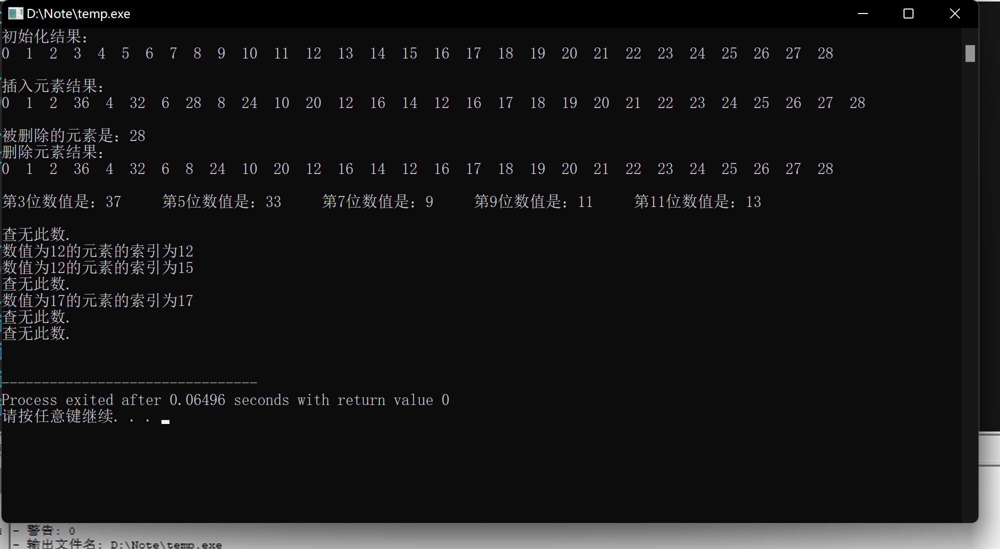 D:\Note\temp.exe
初始化结果：
0  1  2  3  4  5  6  7  8  9  10  11  12  13  14  15  16  17  18  19  20  21  22  23  24  25  26  27  28
插入元素结果：
0  1  2  36  4  32  6  28  8  24  10  20  12  16  14  12  16  17  18  19  20  21  22  23  24  25  26  27  28
被删除的元素是：28
删除元素结果：
0  1  2  36  4  32  6  8  24  10  20  12  16  14  12  16  17  18  19  20  21  22  23  24  25  26  27  28
第3位数值是：37     第5位数值是：33     第7位数值是：9     第9位数值是：11     第11位数值是：13
查无此数.
数值为12的元素的索引为12
数值为12的元素的索引为15
查无此数.
数值为17的元素的索引为17
查无此数.
查无此数.
--------------------------------
Process exited after 0.06496 seconds with return value 0
请按任意键继续. . .
- 警告: 0
- 输出文件名: D:\Note\temp.exe